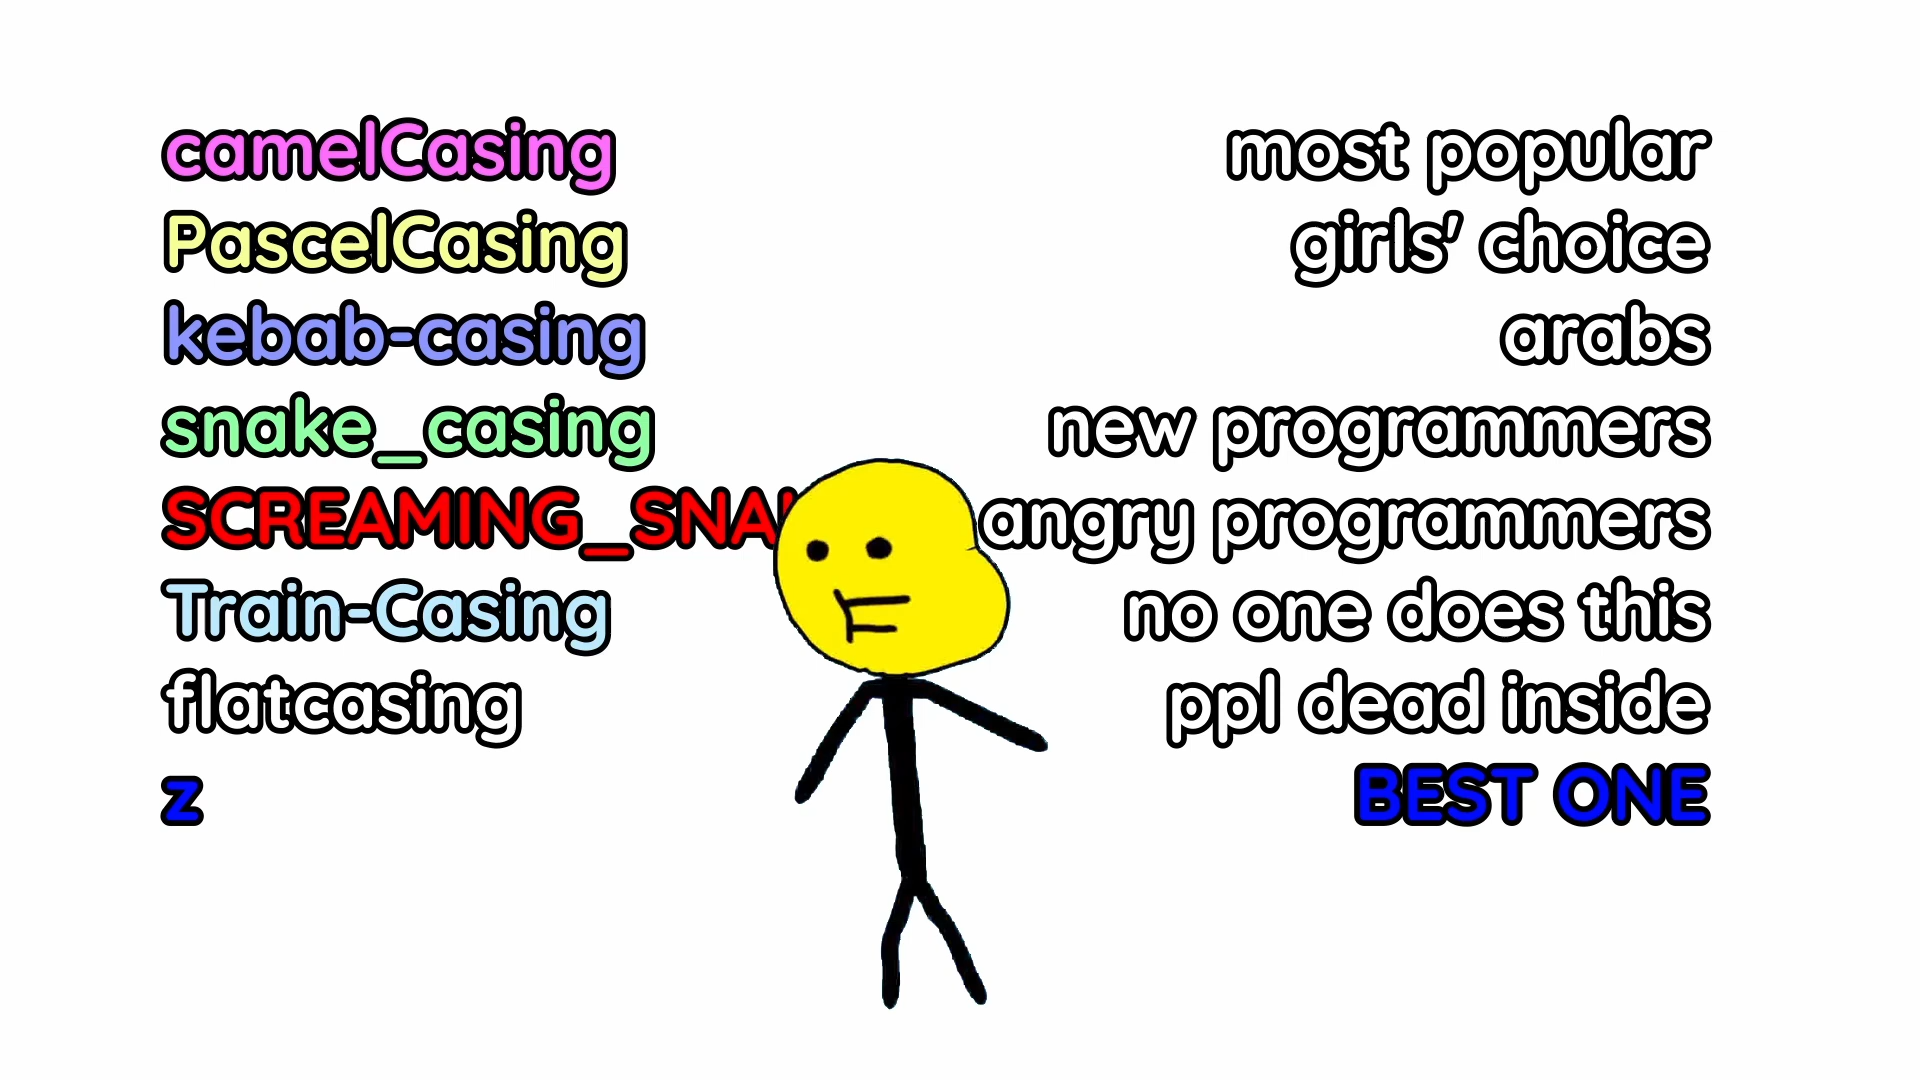 camelCasing most popular
PascelCasing girls' choice
kebab-casing arabs
snake_casing new programmers
angry programmers
Train-Casing no one does this
flatcasing ppl dead inside
z BEST ONE